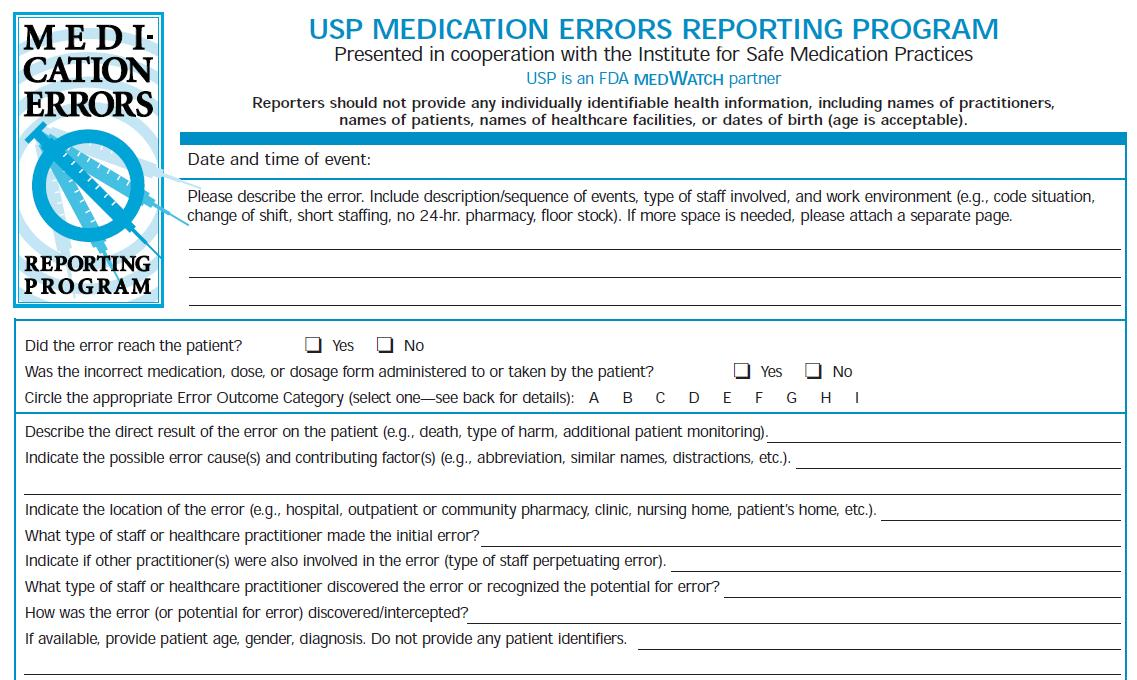 MEDI-
CATION
ERRORS
REPORTING
PROGRAM
USP MEDICATION ERRORS REPORTING PROGRAM
Presented in cooperation with the Institute for Safe Medication Practices
USP is an FDA MEDWATCH partner
Reporters should not provide any individually identifiable health information, including names of practitioners,
names of patients, names of healthcare facilities, or dates of birth (age is acceptable).
Date and time of event:
Please describe the error. Include description/sequence of events, type of staff involved, and work environment (e.g., code situation,
change of shift, short staffing, no 24-hr. pharmacy, floor stock). If more space is needed, please attach a separate page.
Did the error reach the patient? ❏ Yes ❏ No
Was the incorrect medication, dose, or dosage form administered to or taken by the patient? ❏ Yes ❏ No
Circle the appropriate Error Outcome Category (select one—see back for details): A B C D E F G H I
Describe the direct result of the error on the patient (e.g., death, type of harm, additional patient monitoring).
Indicate the possible error cause(s) and contributing factor(s) (e.g., abbreviation, similar names, distractions, etc.).
Indicate the location of the error (e.g., hospital, outpatient or community pharmacy, clinic, nursing home, patient's home, etc.).
What type of staff or healthcare practitioner made the initial error?
Indicate if other practitioner(s) were also involved in the error (type of staff perpetuating error).
What type of staff or healthcare practitioner discovered the error or recognized the potential for error?
How was the error (or potential for error) discovered/intercepted?
If available, provide patient age, gender, diagnosis. Do not provide any patient identifiers.